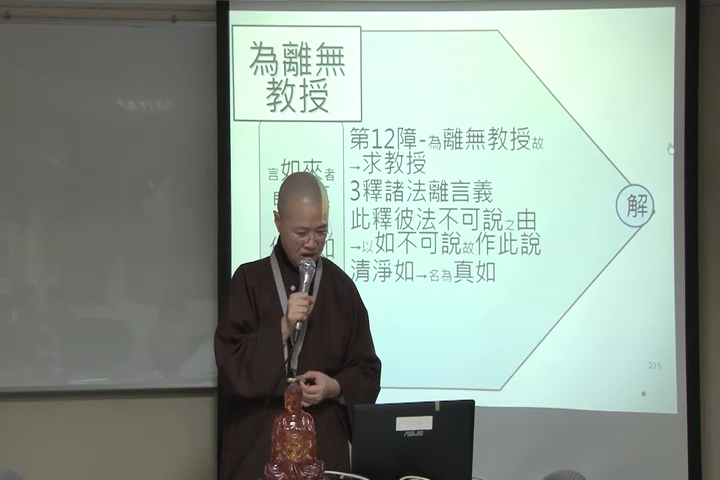 為離無
教授
言如來者
第12障-為離無教授故
→求教授
3釋諸法離言義
此釋彼法不可說之由
→以如不可說故作此說
清淨如→名為真如
解
215
ASUS